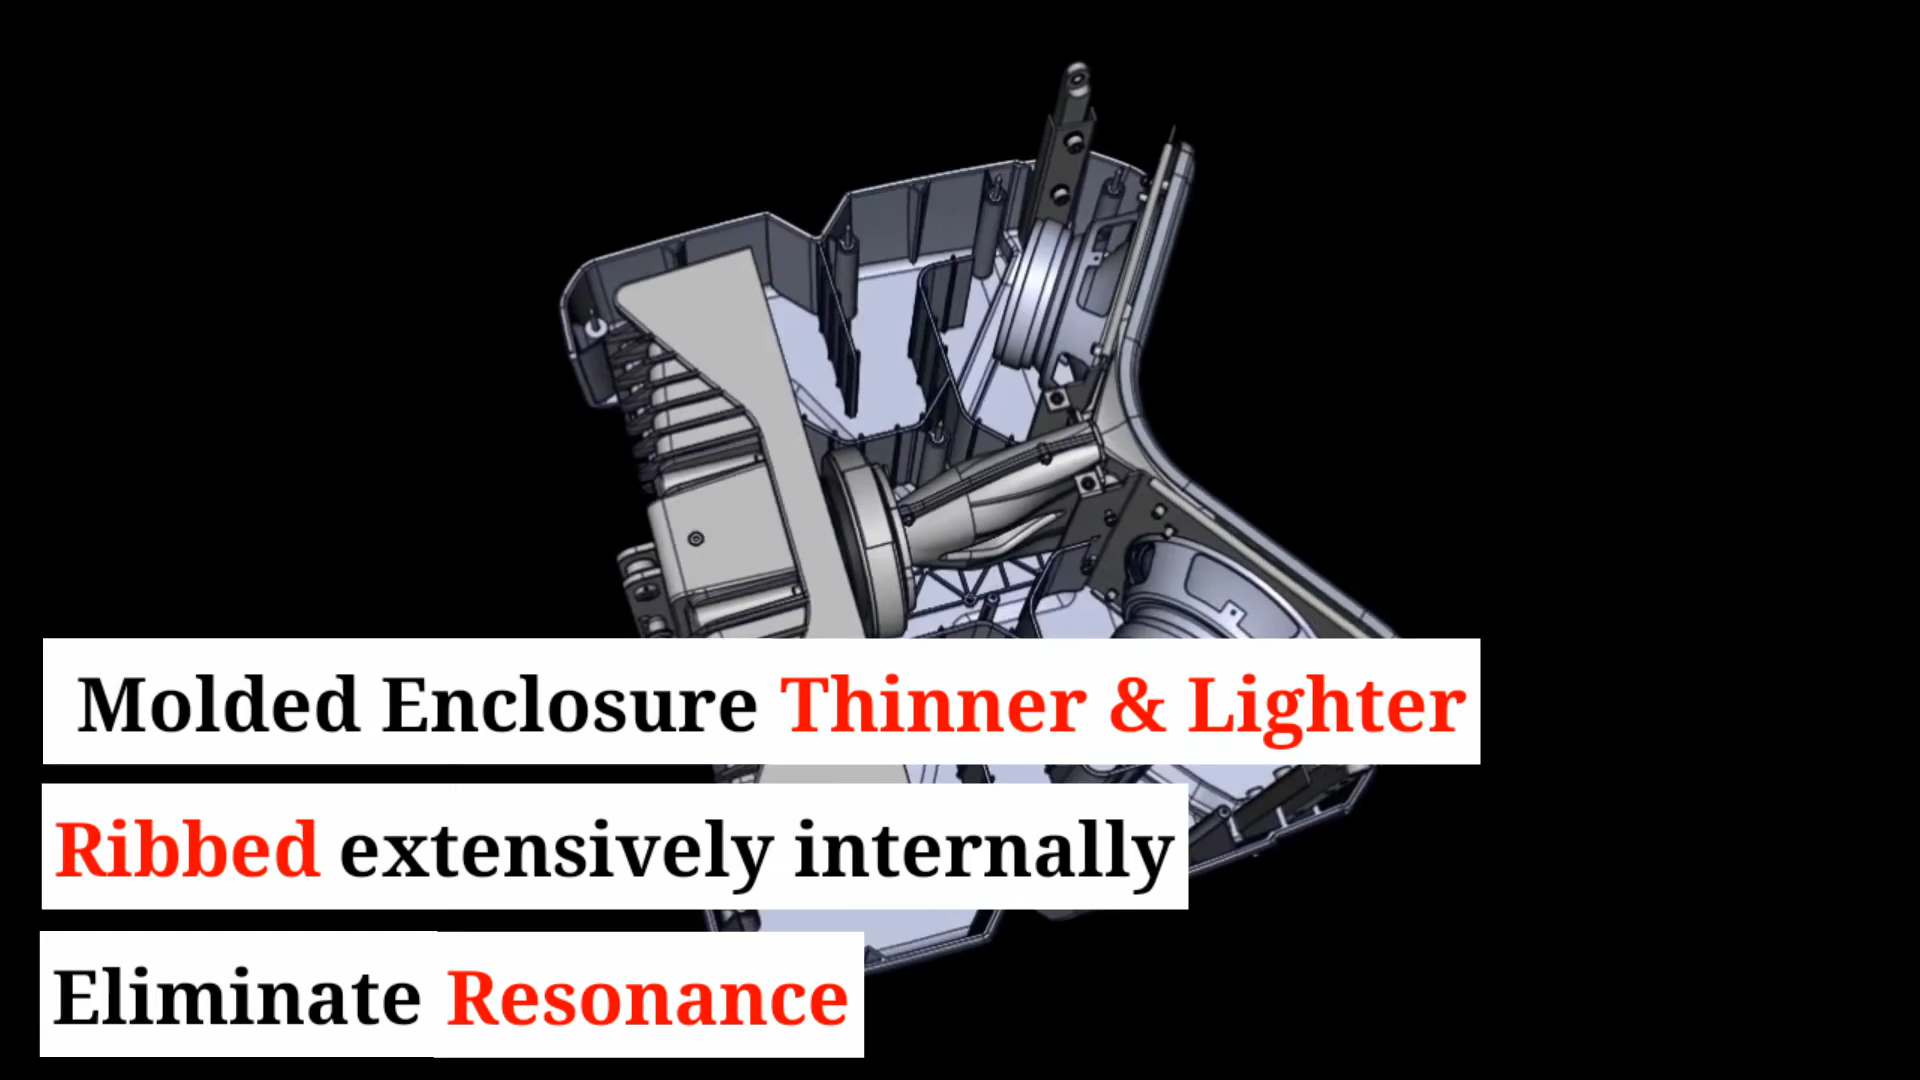 Molded Enclosure Thinner & Lighter
Ribbed extensively internally
Eliminate Resonance